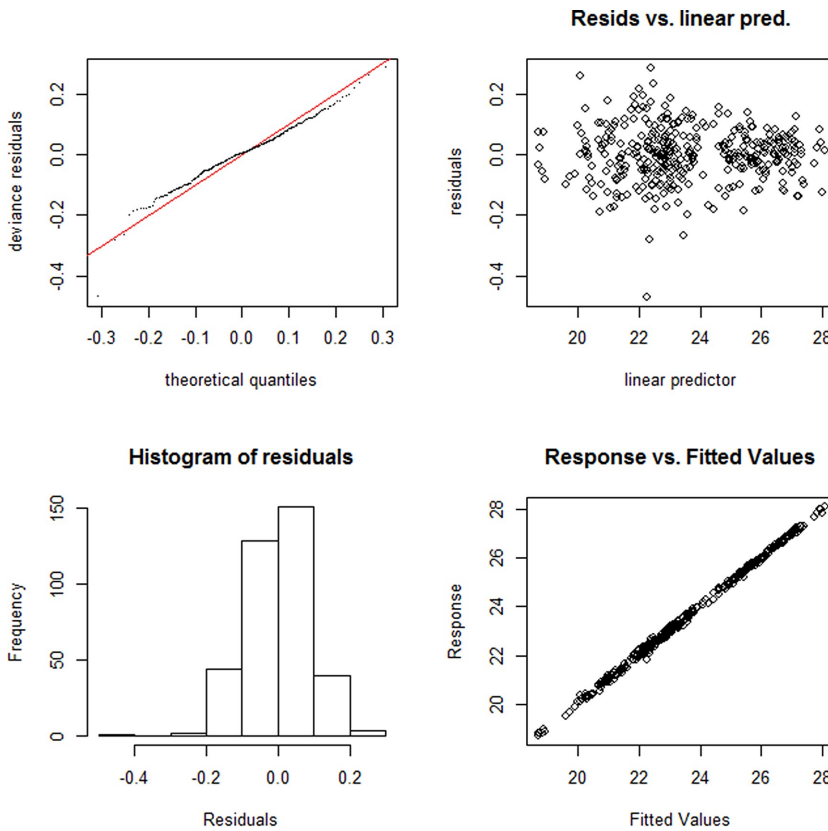 Resids vs. linear pred.
deviance residuals
0.2
0.0
-0.2
-0.4
-0.3 -0.2 -0.1 0.0 0.1 0.2 0.3
theoretical quantiles
residuals
0.2
0.0
-0.2
-0.4
20 22 24 26 28
linear predictor
Histogram of residuals
Frequency
150
100
50
0
-0.4 -0.2 0.0 0.2
Residuals
Response vs. Fitted Values
Response
28
26
24
22
20
20 22 24 26 28
Fitted Values